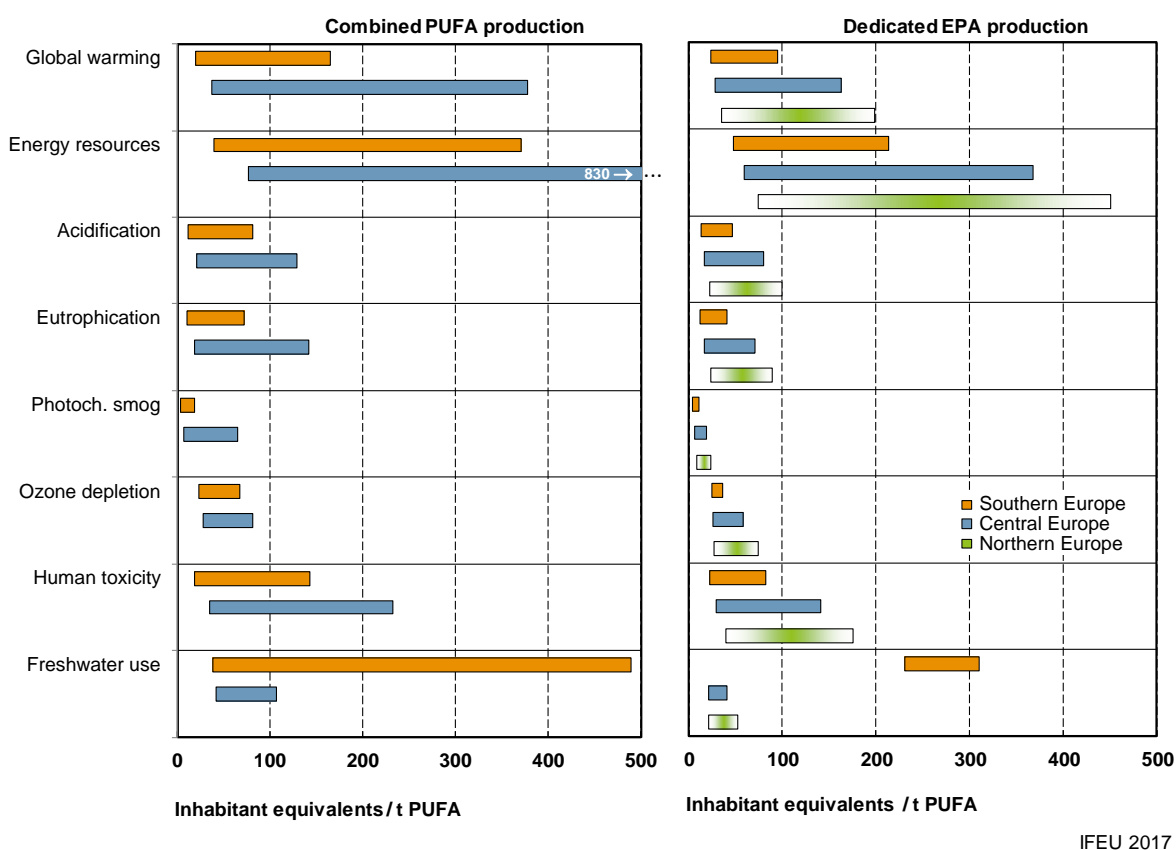 Combined PUFA production
Dedicated EPA production
Global warming
Energy resources
830 → ...
Acidification
Eutrophication
Photoch. smog
Ozone depletion
Human toxicity
Freshwater use
Southern Europe
Central Europe
Northern Europe
0 100 200 300 400 500
0 100 200 300 400 500
Inhabitant equivalents / t PUFA
Inhabitant equivalents / t PUFA
IFEU 2017